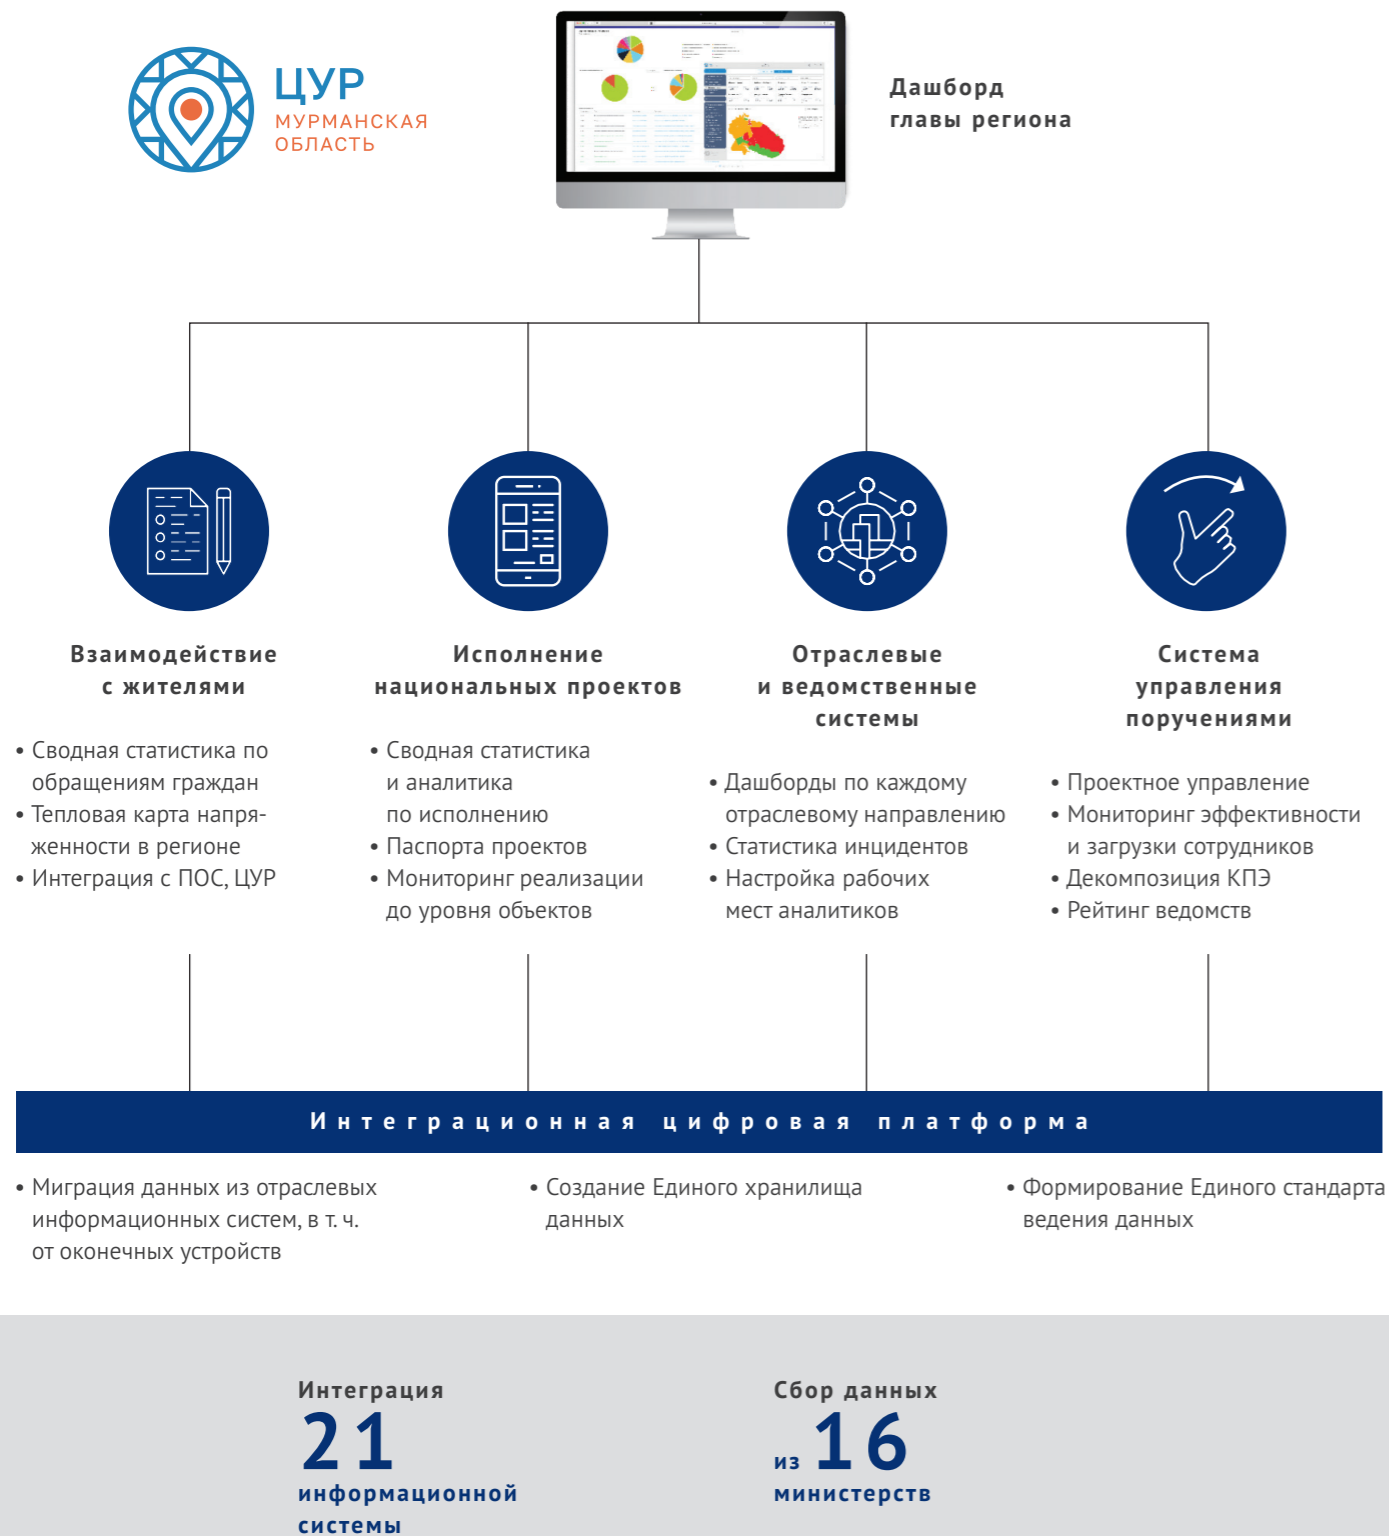 ЦУР
МУРМАНСКАЯ
ОБЛАСТЬ
Дашборд
главы региона
Взаимодействие
с жителями
• Сводная статистика по
обращениям граждан
• Тепловая карта напря-
женности в регионе
• Интеграция с ПОС, ЦУР
Исполнение
национальных проектов
• Сводная статистика
и аналитика
по исполнению
• Паспорта проектов
• Мониторинг реализации
до уровня объектов
Отраслевые
и ведомственные
системы
• Дашборды по каждому
отраслевому направлению
• Статистика инцидентов
• Настройка рабочих
мест аналитиков
Система
управления
поручениями
• Проектное управление
• Мониторинг эффективности
и загрузки сотрудников
• Декомпозиция КПЭ
• Рейтинг ведомств
Интеграционная цифровая платформа
• Миграция данных из отраслевых
информационных систем, в т. ч.
от оконечных устройств
• Создание Единого хранилища
данных
• Формирование Единого стандарта
ведения данных
Интеграция
21
информационной
системы
Сбор данных
из 16
министерств